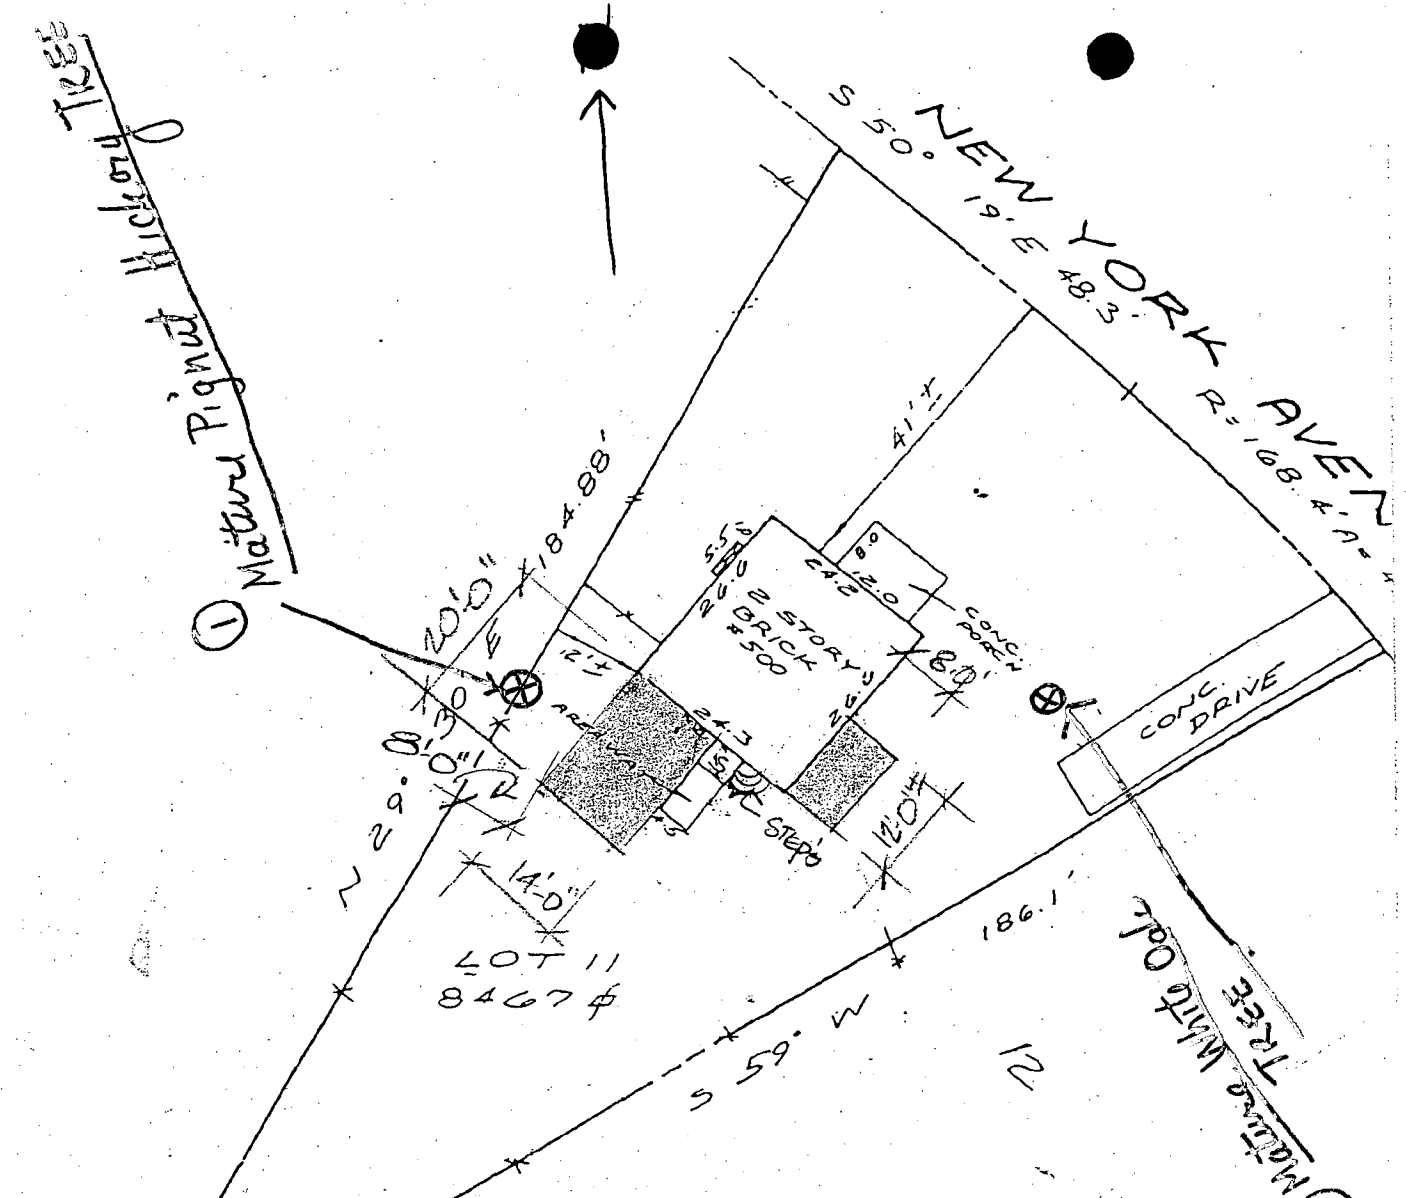 NEW YORK AVEN
S 50° 19' E 48.3'
R=168.4' A=
① Mature Pignut Hickory TREE
184.88'
41'±
20'-0"
5.5
26.0
24.2
8.0
12.0
2 STORY
BRICK
#500
CONC.
PORCH
8.0'
CONC.
DRIVE
12'±
N 29° 30' E
8'-0"
AREAWAY
24.3
26.0
STEPS
12'-0"±
14'-0"
LOT 11
8467
186.1'
S 59° W
12
Mature White Oak
TREE